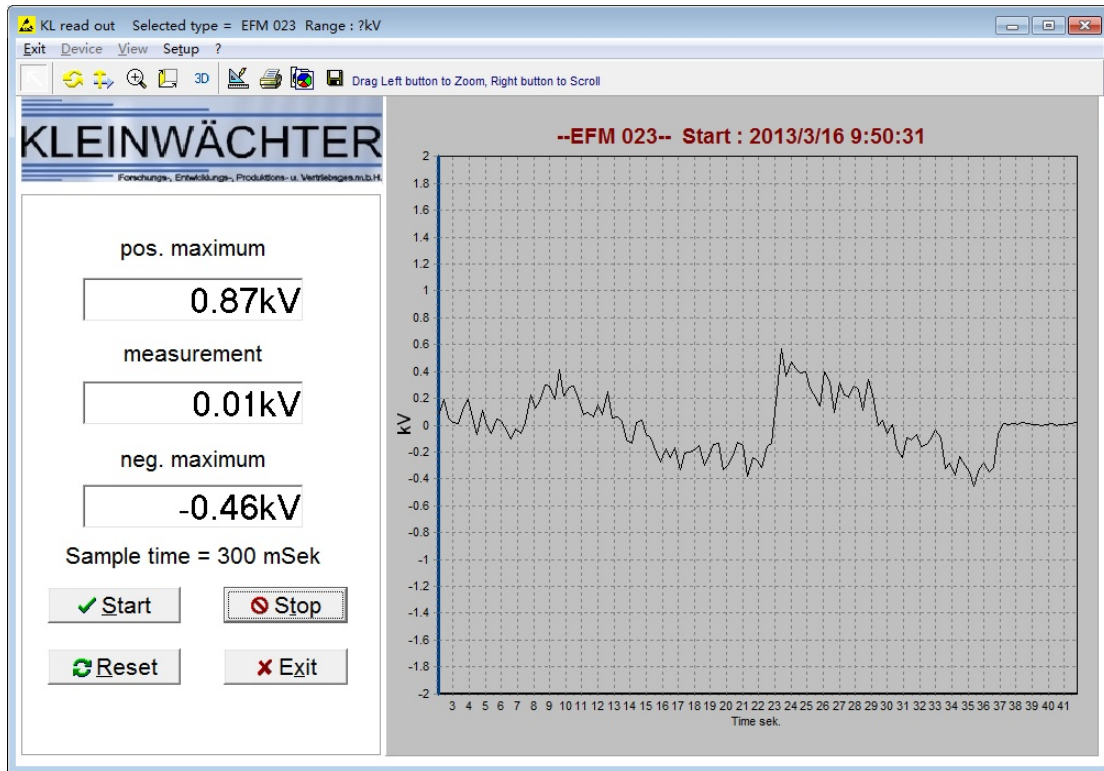 KL read out Selected type = EFM 023 Range : ?kV
Exit Device View Setup ?
3D Drag Left button to Zoom, Right button to Scroll
KLEINWÄCHTER
Forschungs-, Entwicklungs-, Produktions- u. Vertriebsges.m.b.H.
pos. maximum
0.87kV
measurement
0.01kV
neg. maximum
-0.46kV
Sample time = 300 mSek
Start Stop
Reset Exit
--EFM 023-- Start : 2013/3/16 9:50:31
kV
2
1.8
1.6
1.4
1.2
1
0.8
0.6
0.4
0.2
0
-0.2
-0.4
-0.6
-0.8
-1
-1.2
-1.4
-1.6
-1.8
-2
3 4 5 6 7 8 9 10 11 12 13 14 15 16 17 18 19 20 21 22 23 24 25 26 27 28 29 30 31 32 33 34 35 36 37 38 39 40 41
Time sek.